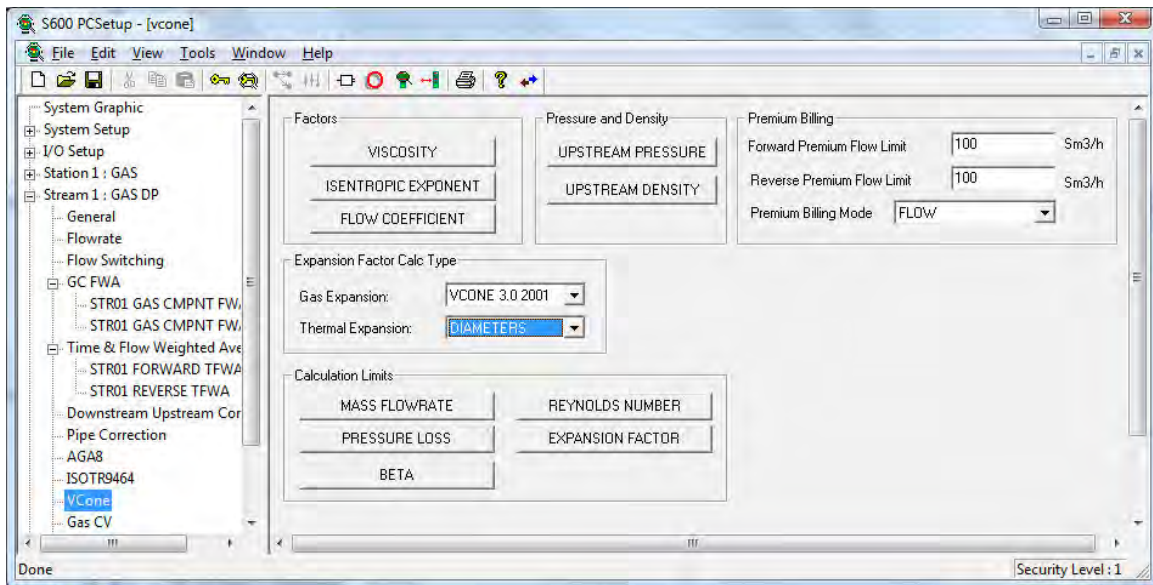 S600 PCSetup - [vcone]
File Edit View Tools Window Help
System Graphic
System Setup
I/O Setup
Station 1 : GAS
Stream 1 : GAS DP
General
Flowrate
Flow Switching
GC FWA
STR01 GAS CMPNT FW
STR01 GAS CMPNT FW
Time & Flow Weighted Ave
STR01 FORWARD TFWA
STR01 REVERSE TFWA
Downstream Upstream Cor
Pipe Correction
AGA8
ISOTR9464
VCone
Gas CV
Factors
VISCOSITY
ISENTROPIC EXPONENT
FLOW COEFFICIENT
Pressure and Density
UPSTREAM PRESSURE
UPSTREAM DENSITY
Premium Billing
Forward Premium Flow Limit 100 Sm3/h
Reverse Premium Flow Limit 100 Sm3/h
Premium Billing Mode FLOW
Expansion Factor Calc Type
Gas Expansion: VCONE 3.0 2001
Thermal Expansion: DIAMETERS
Calculation Limits
MASS FLOWRATE REYNOLDS NUMBER
PRESSURE LOSS EXPANSION FACTOR
BETA
Done Security Level : 1